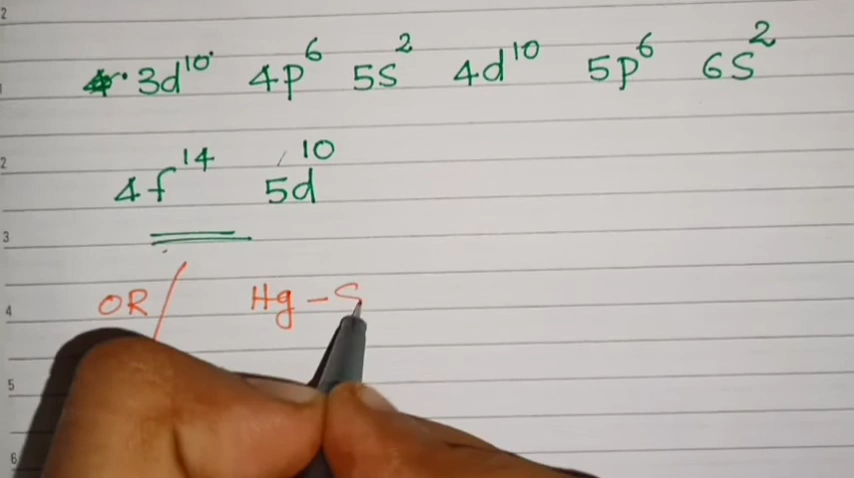 3d¹⁰ 4p⁶ 5s² 4d¹⁰ 5p⁶ 6s²
4f¹⁴ 5d¹⁰
OR/ Hg - S